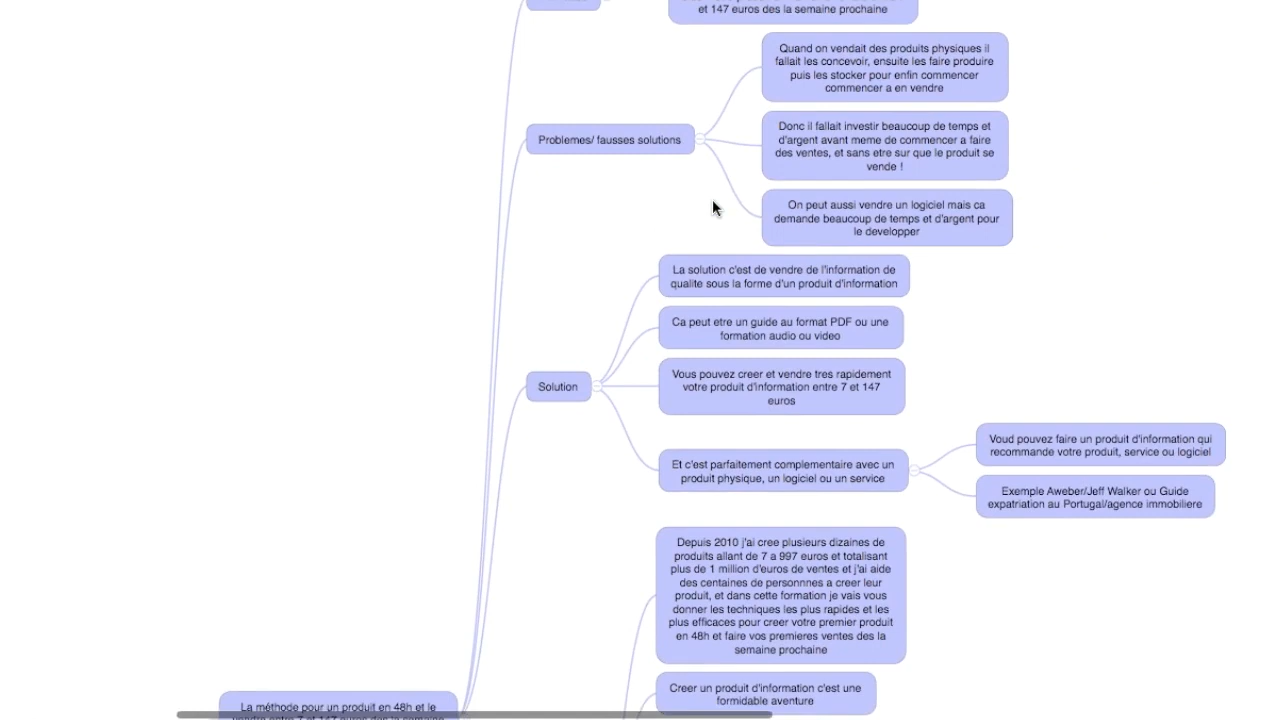 et 147 euros des la semaine prochaine
Quand on vendait des produits physiques il
fallait les concevoir, ensuite les faire produire
puis les stocker pour enfin commencer
commencer a en vendre
Problemes/ fausses solutions
Donc il fallait investir beaucoup de temps et
d'argent avant meme de commencer a faire
des ventes, et sans etre sur que le produit se
vende !
On peut aussi vendre un logiciel mais ca
demande beaucoup de temps et d'argent pour
le developper
La solution c'est de vendre de l'information de
qualite sous la forme d'un produit d'information
Ca peut etre un guide au format PDF ou une
formation audio ou video
Solution
Vous pouvez creer et vendre tres rapidement
votre produit d'information entre 7 et 147
euros
Et c'est parfaitement complementaire avec un
produit physique, un logiciel ou un service
Voud pouvez faire un produit d'information qui
recommande votre produit, service ou logiciel
Exemple Aweber/Jeff Walker ou Guide
expatriation au Portugal/agence immobiliere
Depuis 2010 j'ai cree plusieurs dizaines de
produits allant de 7 a 997 euros et totalisant
plus de 1 million d'euros de ventes et j'ai aide
des centaines de personnnes a creer leur
produit, et dans cette formation je vais vous
donner les techniques les plus rapides et les
plus efficaces pour creer votre premier produit
en 48h et faire vos premieres ventes des la
semaine prochaine
Creer un produit d'information c'est une
formidable aventure
La méthode pour un produit en 48h et le
vendre entre 7 et 147 euros des la semaine